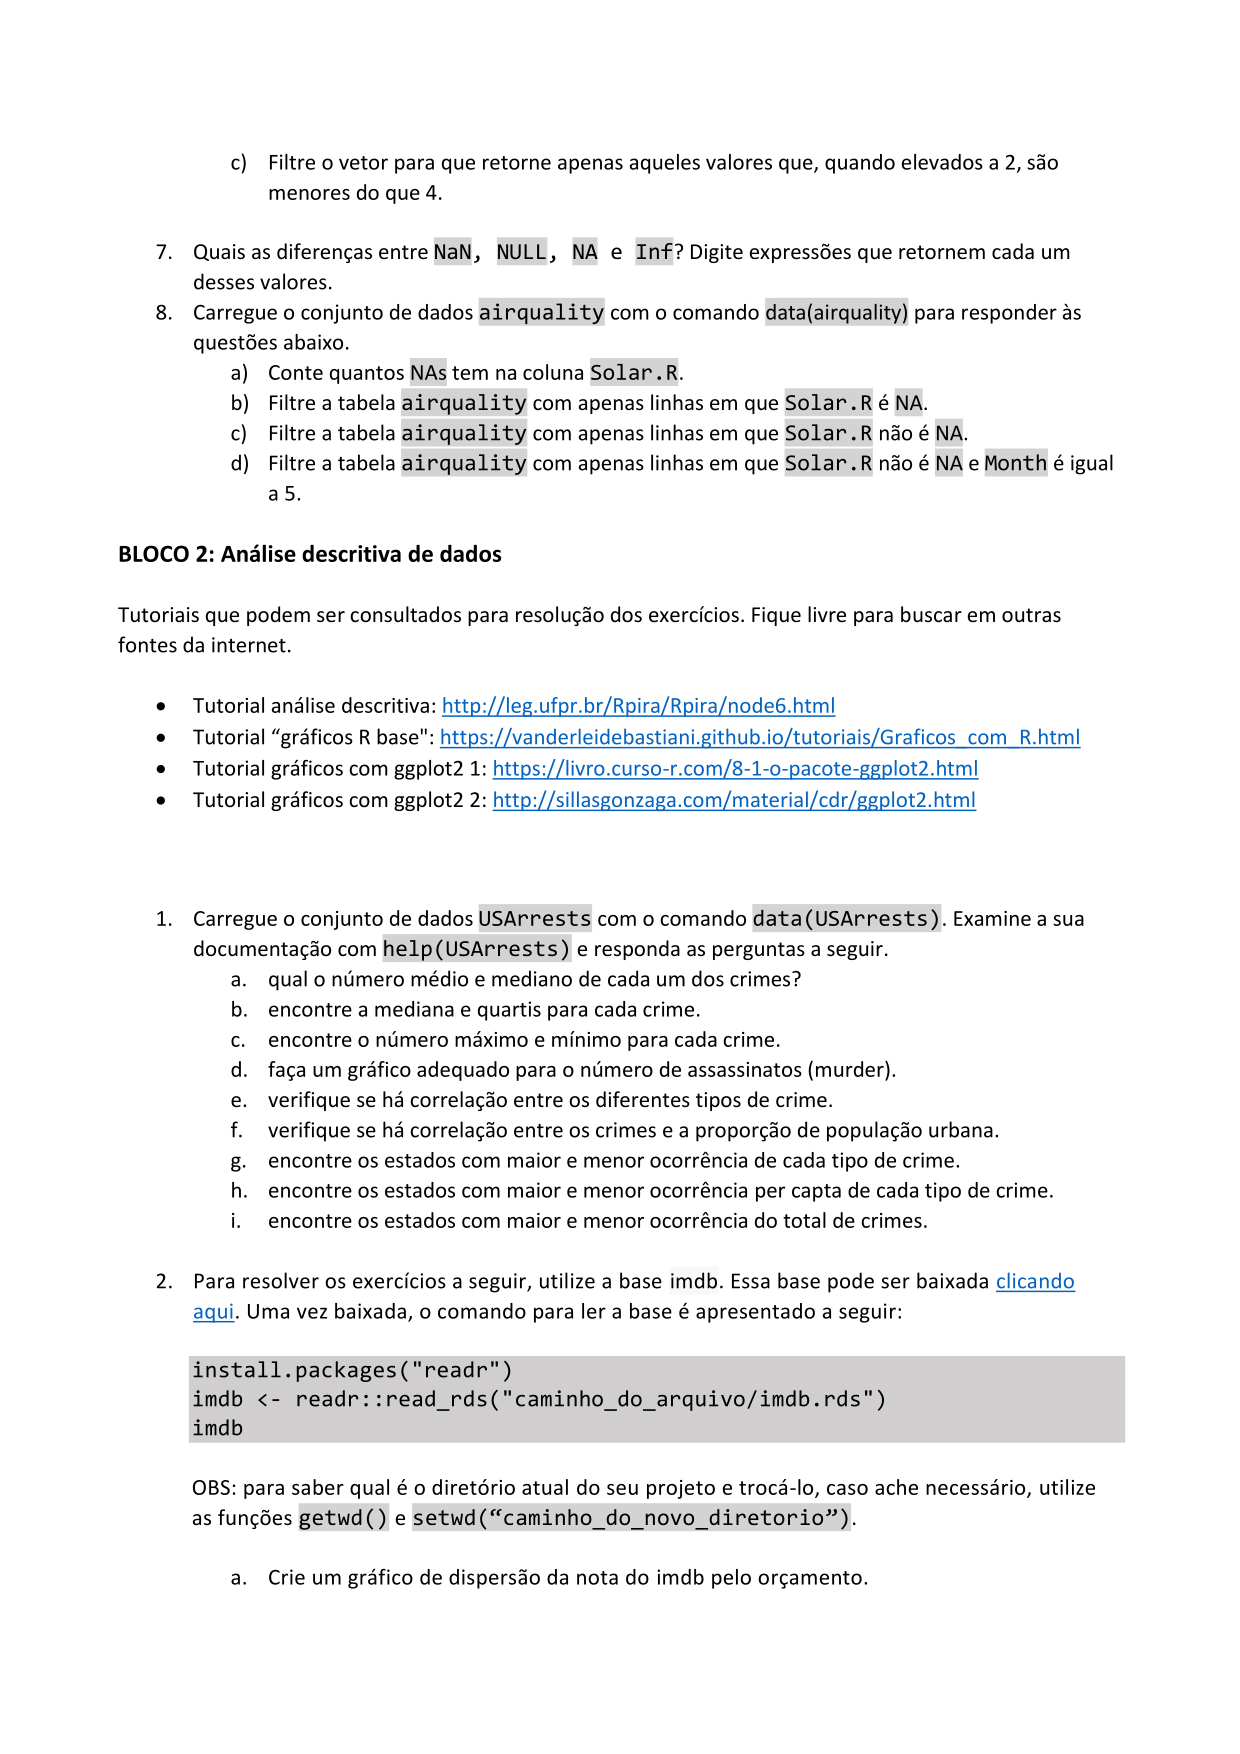 c) Filtre o vetor para que retorne apenas aqueles valores que, quando elevados a 2, são
menores do que 4.
7. Quais as diferenças entre NaN, NULL, NA e Inf? Digite expressões que retornem cada um
desses valores.
8. Carregue o conjunto de dados airquality com o comando data(airquality) para responder às
questões abaixo.
a) Conte quantos NAs tem na coluna Solar.R.
b) Filtre a tabela airquality com apenas linhas em que Solar.R é NA.
c) Filtre a tabela airquality com apenas linhas em que Solar.R não é NA.
d) Filtre a tabela airquality com apenas linhas em que Solar.R não é NA e Month é igual
a 5.
BLOCO 2: Análise descritiva de dados
Tutoriais que podem ser consultados para resolução dos exercícios. Fique livre para buscar em outras
fontes da internet.
• Tutorial análise descritiva: http://leg.ufpr.br/Rpira/Rpira/node6.html
• Tutorial “gráficos R base": https://vanderleidebastiani.github.io/tutoriais/Graficos_com_R.html
• Tutorial gráficos com ggplot2 1: https://livro.curso-r.com/8-1-o-pacote-ggplot2.html
• Tutorial gráficos com ggplot2 2: http://sillasgonzaga.com/material/cdr/ggplot2.html
1. Carregue o conjunto de dados USArrests com o comando data(USArrests). Examine a sua
documentação com help(USArrests) e responda as perguntas a seguir.
a. qual o número médio e mediano de cada um dos crimes?
b. encontre a mediana e quartis para cada crime.
c. encontre o número máximo e mínimo para cada crime.
d. faça um gráfico adequado para o número de assassinatos (murder).
e. verifique se há correlação entre os diferentes tipos de crime.
f. verifique se há correlação entre os crimes e a proporção de população urbana.
g. encontre os estados com maior e menor ocorrência de cada tipo de crime.
h. encontre os estados com maior e menor ocorrência per capta de cada tipo de crime.
i. encontre os estados com maior e menor ocorrência do total de crimes.
2. Para resolver os exercícios a seguir, utilize a base imdb. Essa base pode ser baixada clicando
aqui. Uma vez baixada, o comando para ler a base é apresentado a seguir:
install.packages("readr")
imdb <- readr::read_rds("caminho_do_arquivo/imdb.rds")
imdb
OBS: para saber qual é o diretório atual do seu projeto e trocá-lo, caso ache necessário, utilize
as funções getwd() e setwd(“caminho_do_novo_diretorio”).
a. Crie um gráfico de dispersão da nota do imdb pelo orçamento.